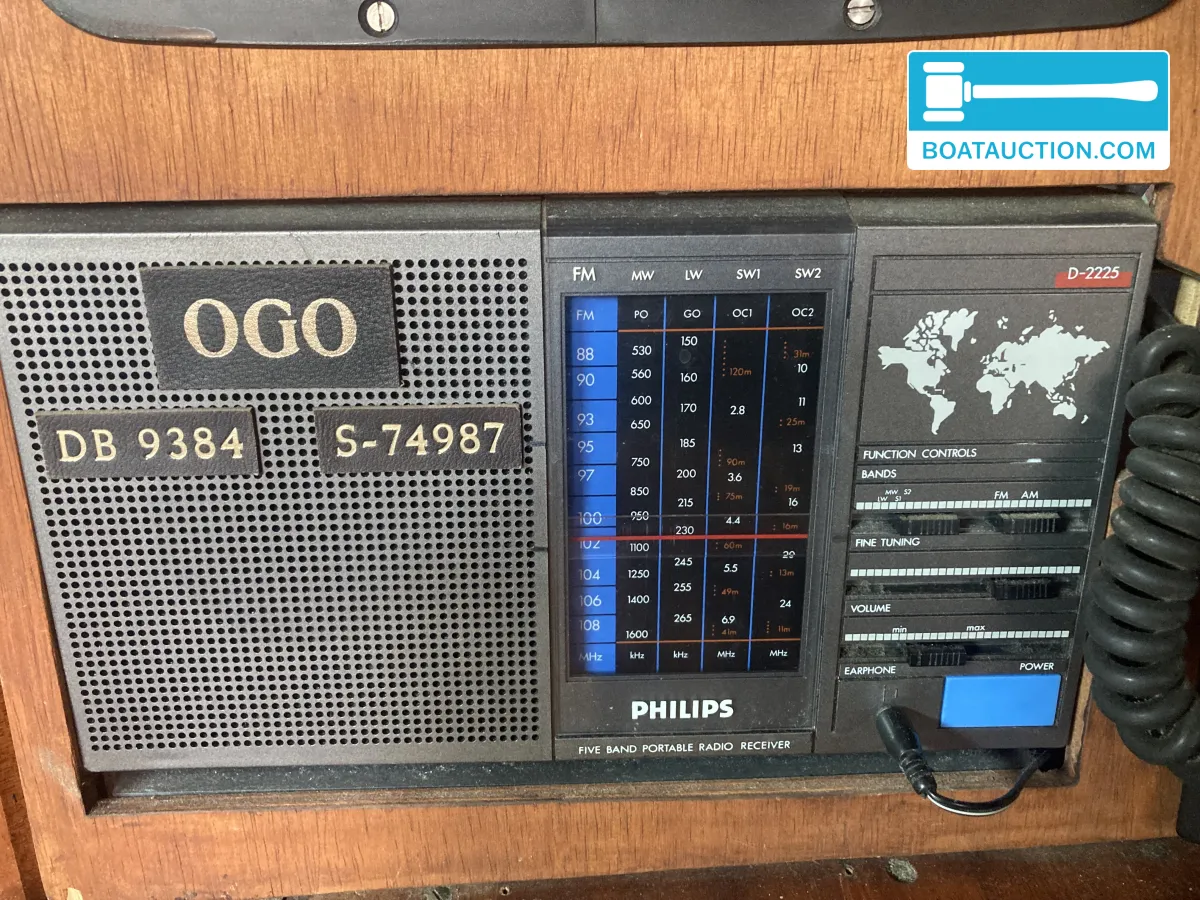 BOATAUCTION.COM
OGO
DB 9384 S-74987
FM MW LW SW1 SW2
FM PO GO OC1 OC2
88 530 150 120m 31m
90 560 160 10
93 600 170 2.8 11
95 650 185 25m
97 750 200 90m 13
850 215 3.6 19m
100 950 230 75m 16
102 1100 245 4.4 16m
104 1250 255 60m 20
106 1400 265 5.5 13m
108 1600 49m 24
6.9 11m
41m
MHz kHz kHz MHz MHz
PHILIPS
FIVE BAND PORTABLE RADIO RECEIVER
D-2225
FUNCTION CONTROLS
BANDS
MW S2 FM AM
LW S1
FINE TUNING
VOLUME
min max
EARPHONE POWER